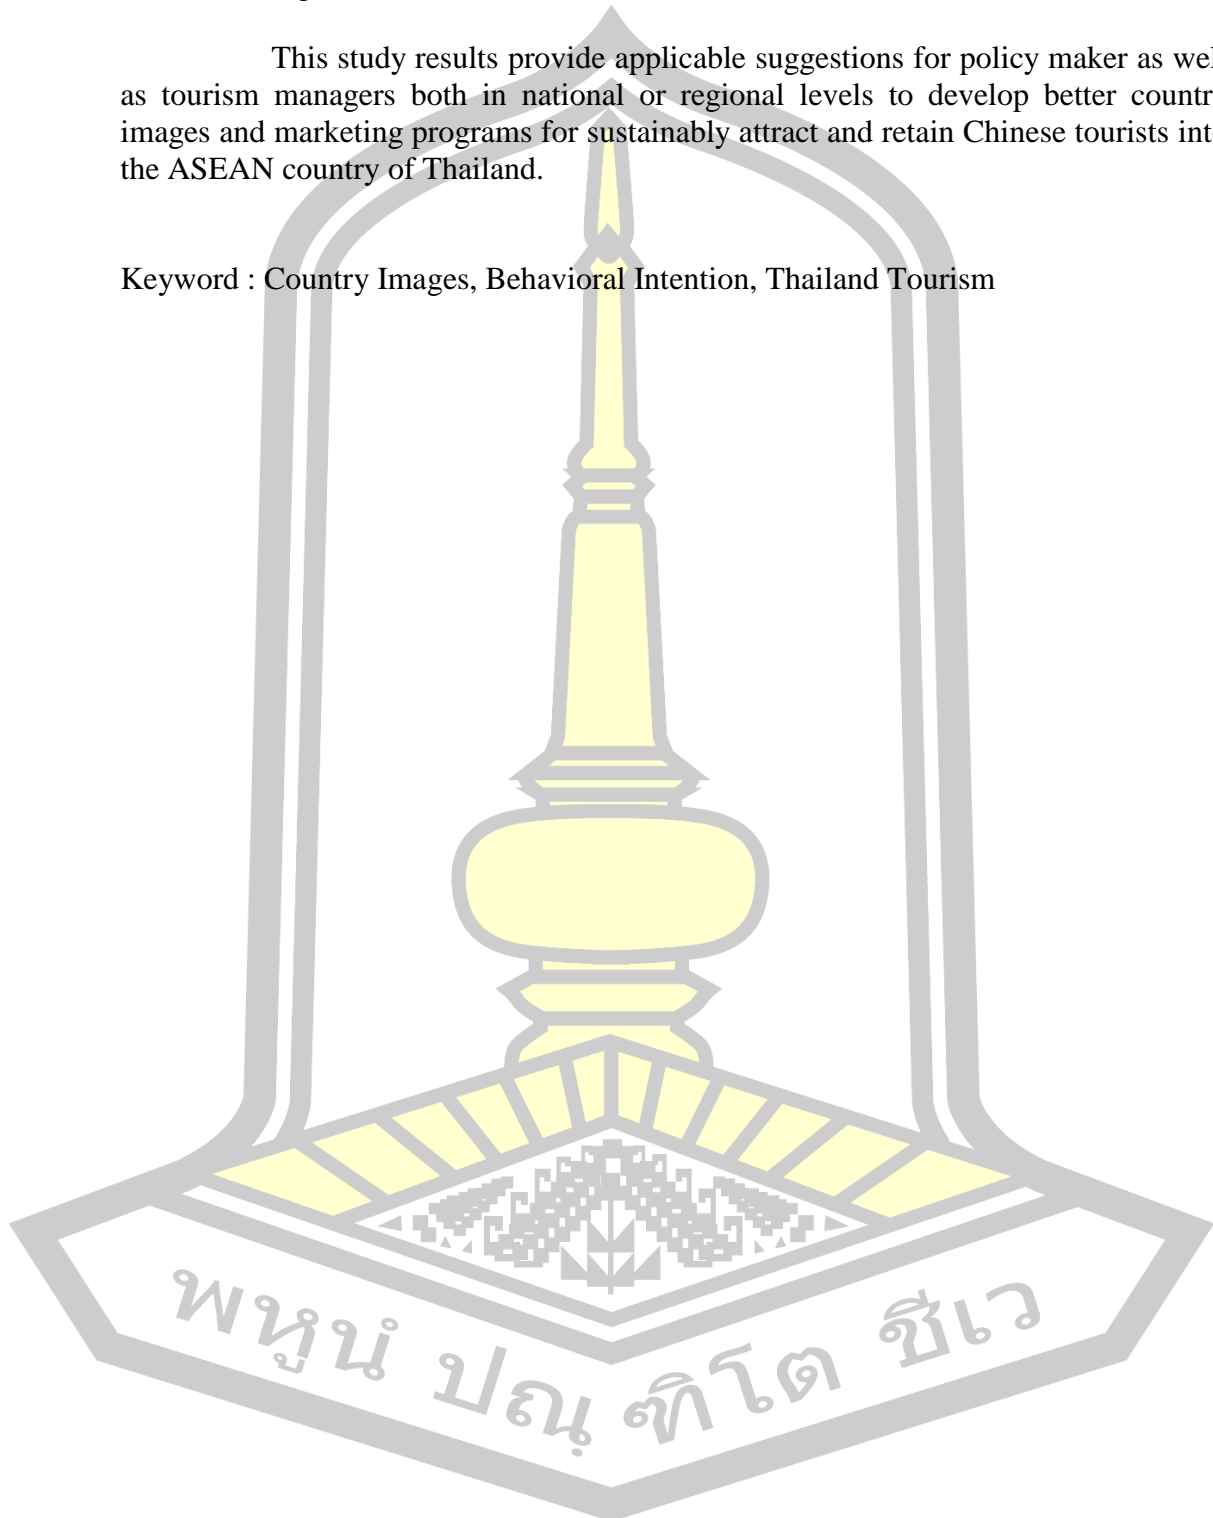 This study results provide applicable suggestions for policy maker as wel
as tourism managers both in national or regional levels to develop better countr
images and marketing programs for sustainably attract and retain Chinese tourists int
the ASEAN country of Thailand.
Keyword : Country Images, Behavioral Intention, Thailand Tourism
พหูนํ ปณฺ ฑิโต ชีเว